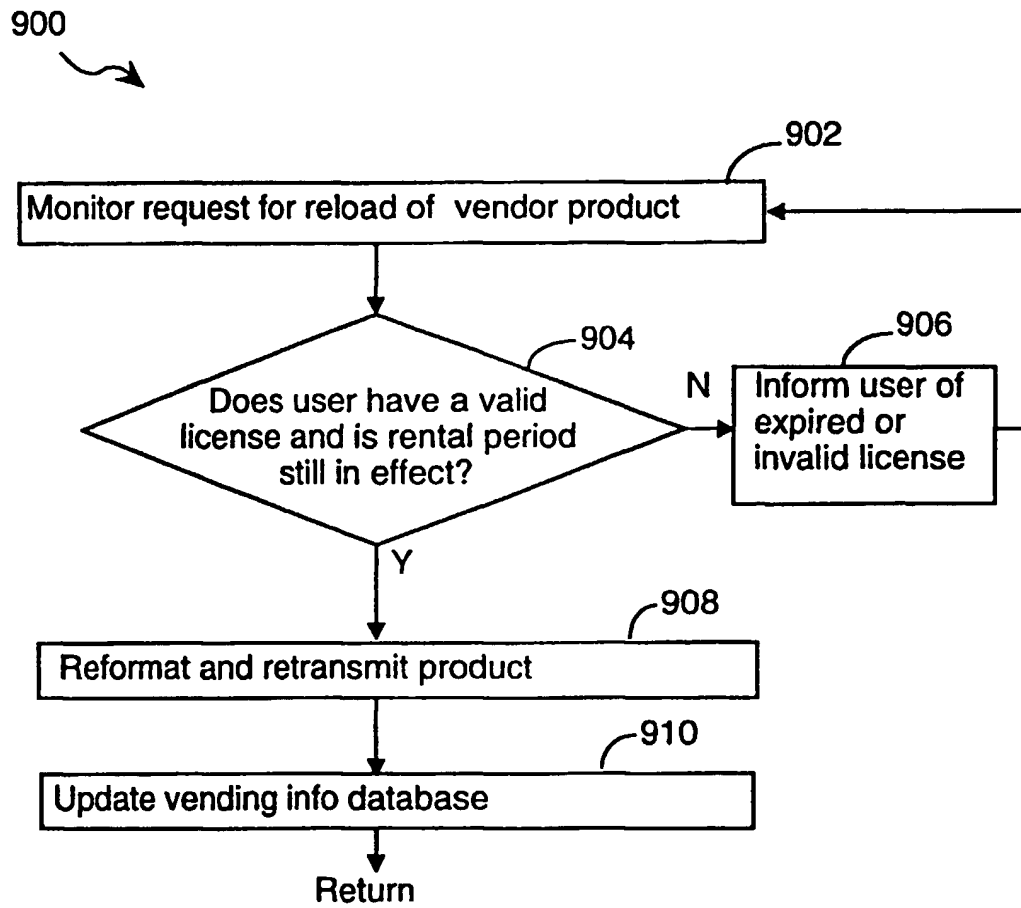 900
902
Monitor request for reload of vendor product
904
Does user have a valid
license and is rental period
still in effect?
N
906
Inform user of
expired or
invalid license
Y
908
Reformat and retransmit product
910
Update vending info database
Return